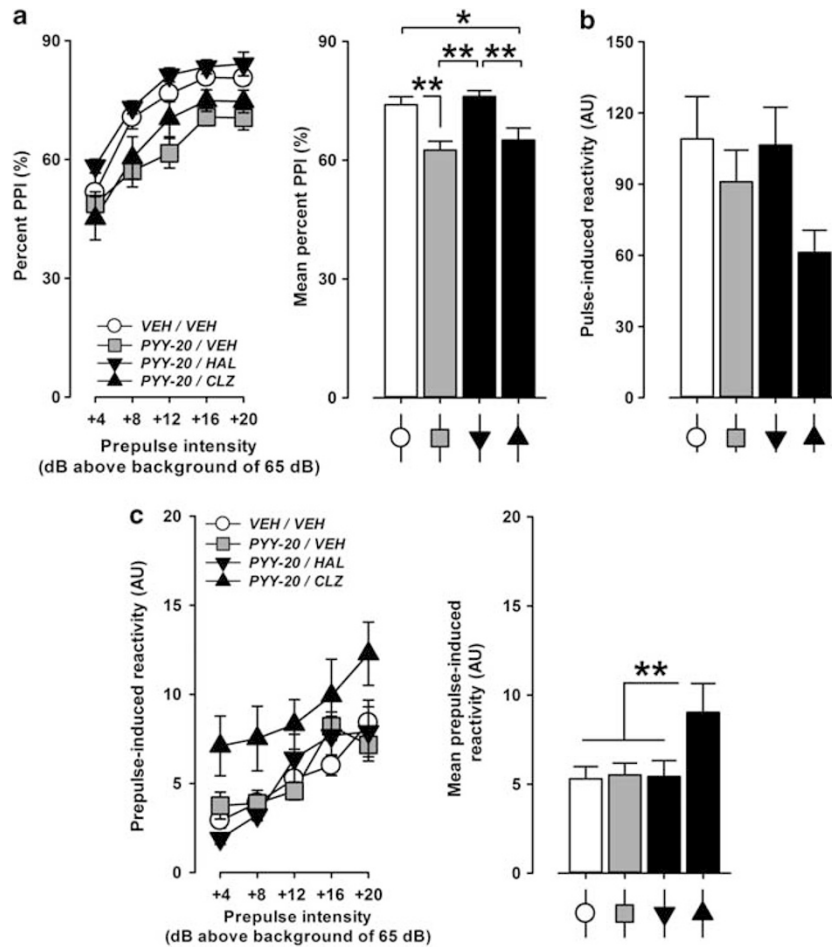 a
90
60
30
0
Percent PPI (%)
VEH / VEH
PYY-20 / VEH
PYY-20 / HAL
PYY-20 / CLZ
+4
+8
+12
+16
+20
Prepulse intensity
(dB above background of 65 dB)
90
60
30
0
Mean percent PPI (%)
*
** **
**
b
150
120
90
60
30
0
Pulse-induced reactivity (AU)
c
20
15
10
5
0
Prepulse-induced reactivity (AU)
VEH / VEH
PYY-20 / VEH
PYY-20 / HAL
PYY-20 / CLZ
+4
+8
+12
+16
+20
Prepulse intensity
(dB above background of 65 dB)
20
15
10
5
0
Mean prepulse-induced
reactivity (AU)
**